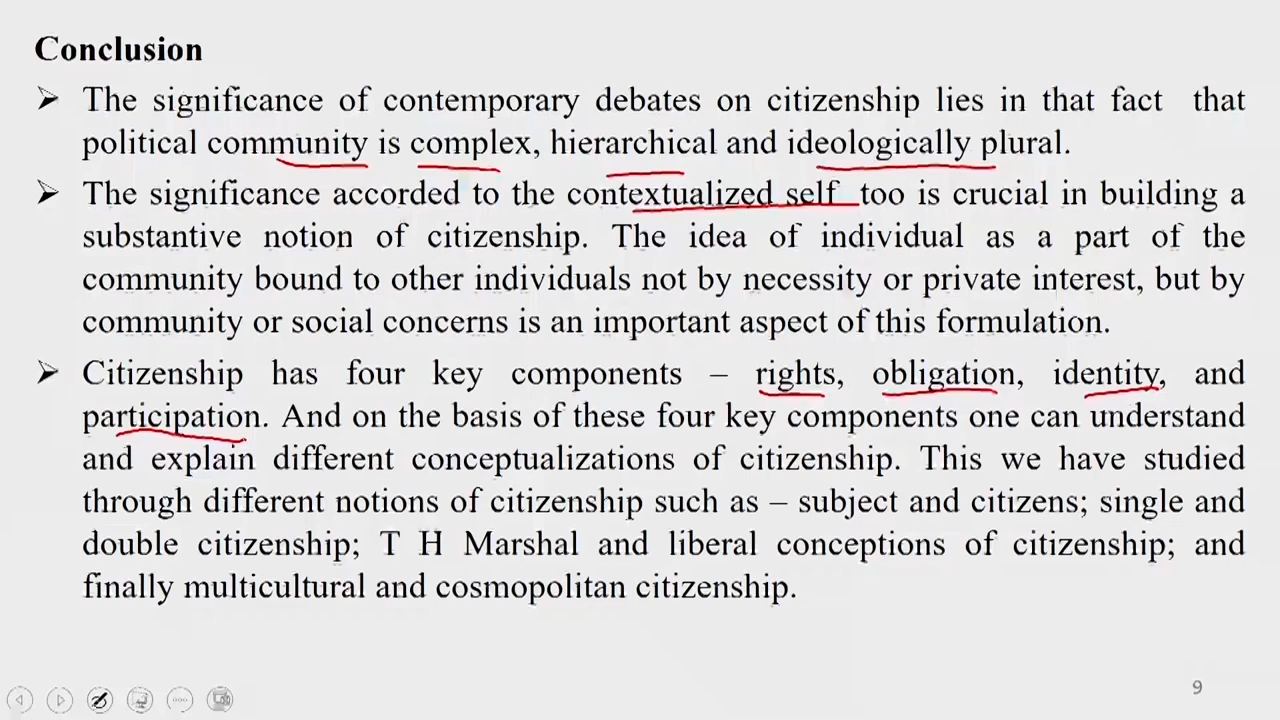 Conclusion
➤ The significance of contemporary debates on citizenship lies in that fact that
political community is complex, hierarchical and ideologically plural.
➤ The significance accorded to the contextualized self too is crucial in building a
substantive notion of citizenship. The idea of individual as a part of the
community bound to other individuals not by necessity or private interest, but by
community or social concerns is an important aspect of this formulation.
➤ Citizenship has four key components – rights, obligation, identity, and
participation. And on the basis of these four key components one can understand
and explain different conceptualizations of citizenship. This we have studied
through different notions of citizenship such as – subject and citizens; single and
double citizenship; T H Marshal and liberal conceptions of citizenship; and
finally multicultural and cosmopolitan citizenship.
9